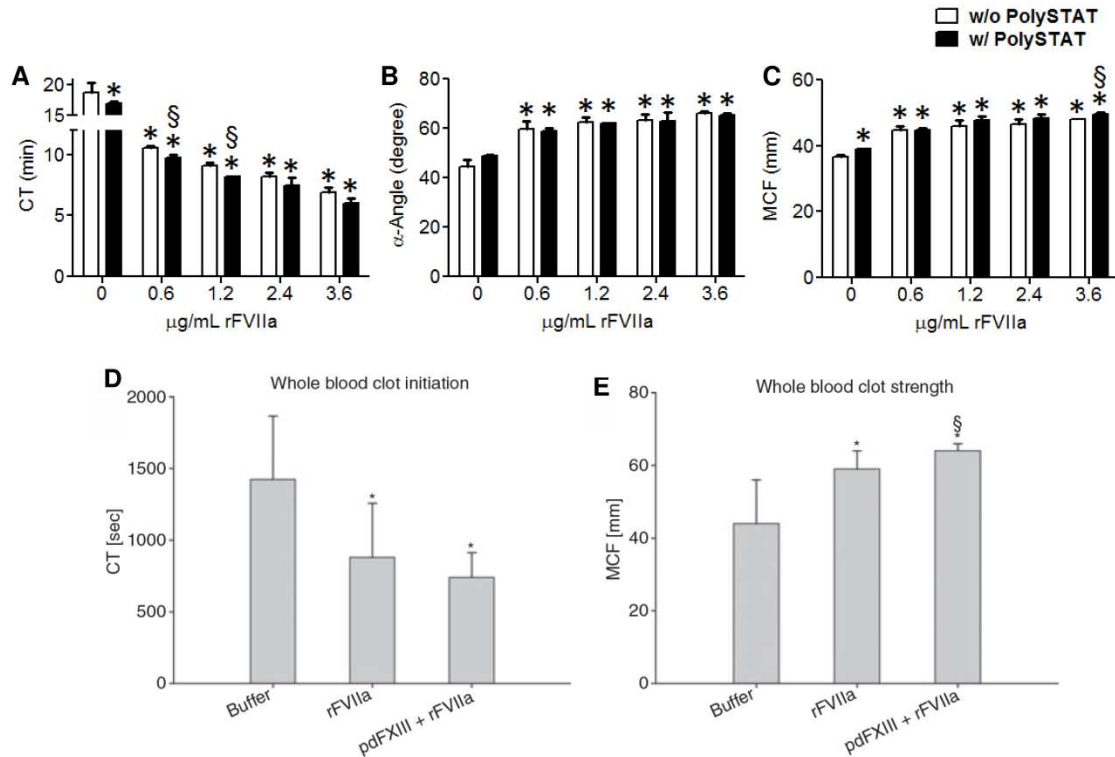 w/o PolySTAT
w/ PolySTAT
A
CT (min)
20
15
10
5
0
*
* *
§
* *
§
* *
* *
0 0.6 1.2 2.4 3.6
μg/mL rFVIIa
B
α-Angle (degree)
80
60
40
20
0
* * * * * * * *
0 0.6 1.2 2.4 3.6
μg/mL rFVIIa
C
MCF (mm)
60
40
20
0
§
* * * * * * * * *
0 0.6 1.2 2.4 3.6
μg/mL rFVIIa
D
Whole blood clot initiation
CT [sec]
2000
1500
1000
500
0
*
*
Buffer
rFVIIa
pdFXIII + rFVIIa
E
Whole blood clot strength
MCF [mm]
80
60
40
20
0
*
§
*
Buffer
rFVIIa
pdFXIII + rFVIIa